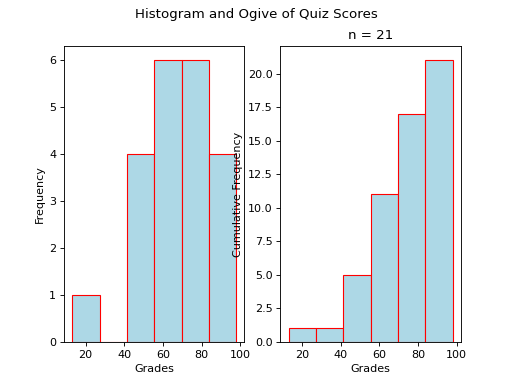 Histogram and Ogive of Quiz Scores
n = 21
Frequency
6
5
4
3
2
1
0
20 40 60 80 100
Grades
Cumulative Frequency
20.0
17.5
15.0
12.5
10.0
7.5
5.0
2.5
0.0
20 40 60 80 100
Grades